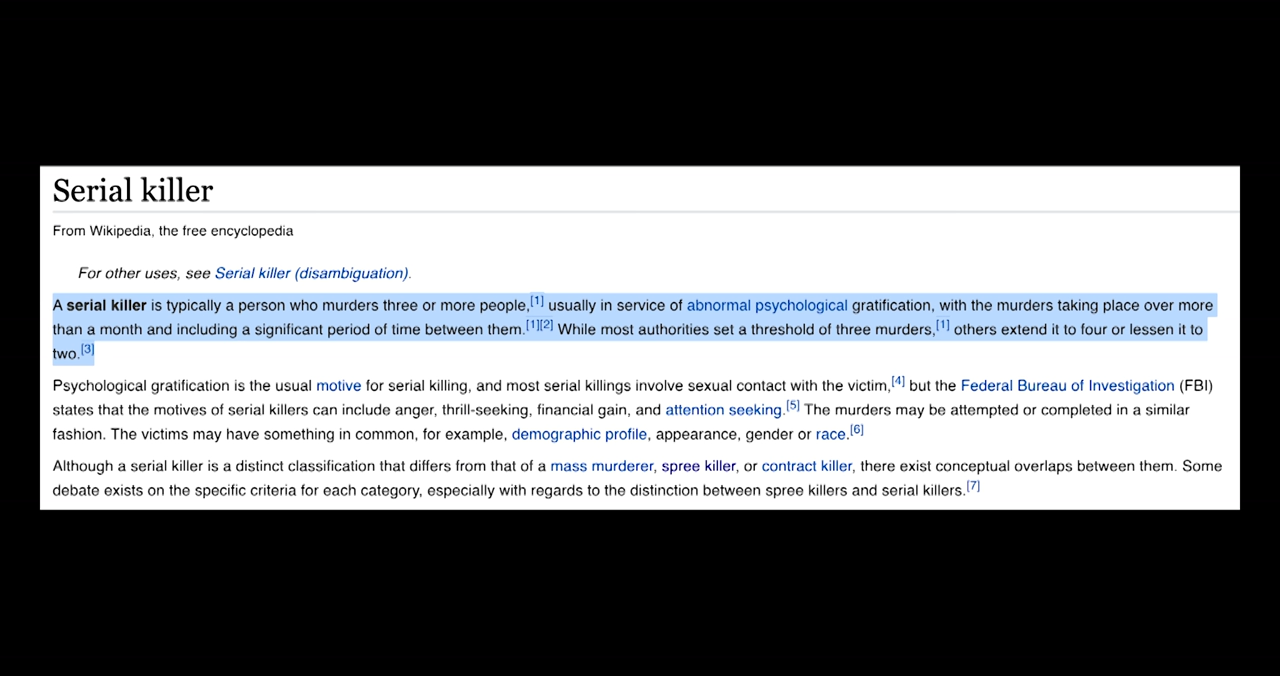 Serial killer
From Wikipedia, the free encyclopedia
For other uses, see Serial killer (disambiguation).
A serial killer is typically a person who murders three or more people,[1] usually in service of abnormal psychological gratification, with the murders taking place over more
than a month and including a significant period of time between them.[1][2] While most authorities set a threshold of three murders,[1] others extend it to four or lessen it to
two.[3]
Psychological gratification is the usual motive for serial killing, and most serial killings involve sexual contact with the victim,[4] but the Federal Bureau of Investigation (FBI)
states that the motives of serial killers can include anger, thrill-seeking, financial gain, and attention seeking.[5] The murders may be attempted or completed in a similar
fashion. The victims may have something in common, for example, demographic profile, appearance, gender or race.[6]
Although a serial killer is a distinct classification that differs from that of a mass murderer, spree killer, or contract killer, there exist conceptual overlaps between them. Some
debate exists on the specific criteria for each category, especially with regards to the distinction between spree killers and serial killers.[7]